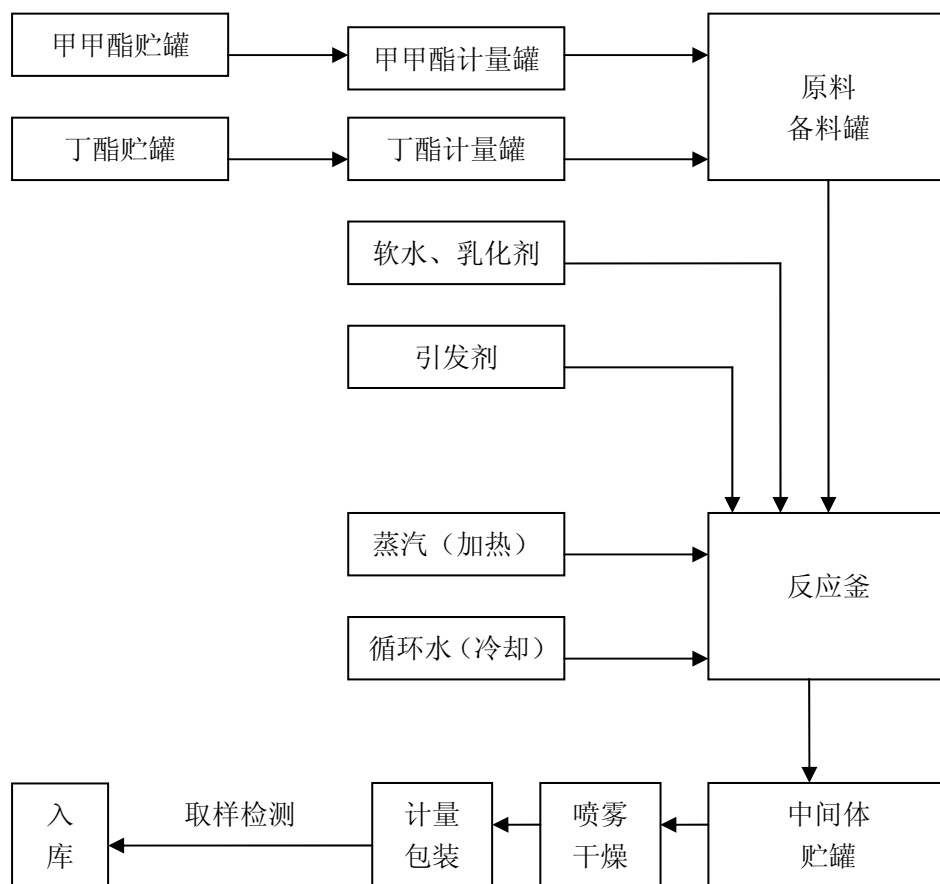 甲甲酯贮罐
甲甲酯计量罐
原料
备料罐
丁酯贮罐
丁酯计量罐
软水、乳化剂
引发剂
蒸汽（加热）
反应釜
循环水（冷却）
入
库
取样检测
计量
包装
喷雾
干燥
中间体
贮罐